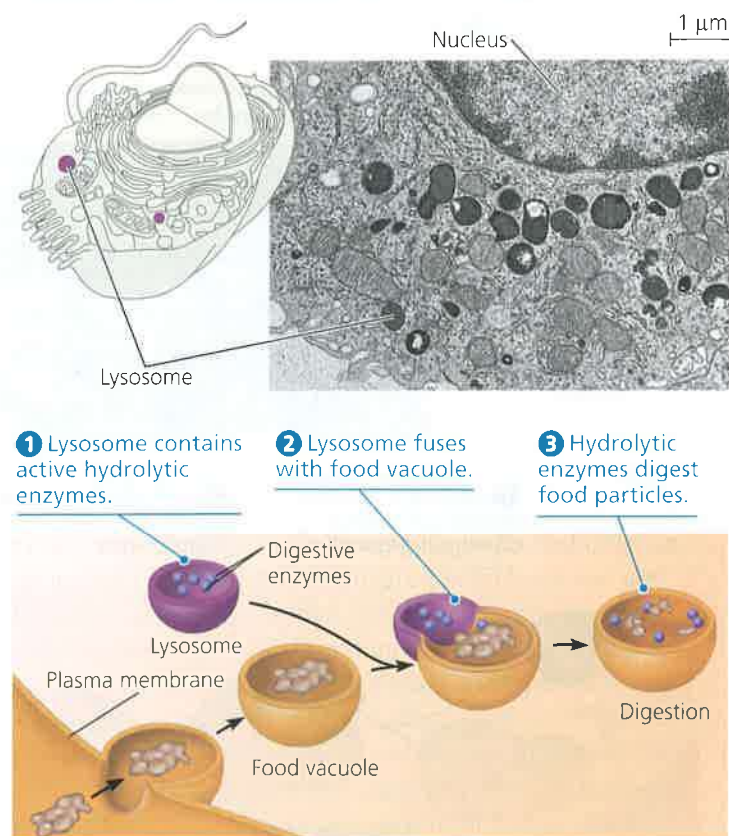 Nucleus
1 µm
Lysosome
1 Lysosome contains
active hydrolytic
enzymes.
2 Lysosome fuses
with food vacuole.
3 Hydrolytic
enzymes digest
food particles.
Digestive
enzymes
Lysosome
Plasma membrane
Food vacuole
Digestion